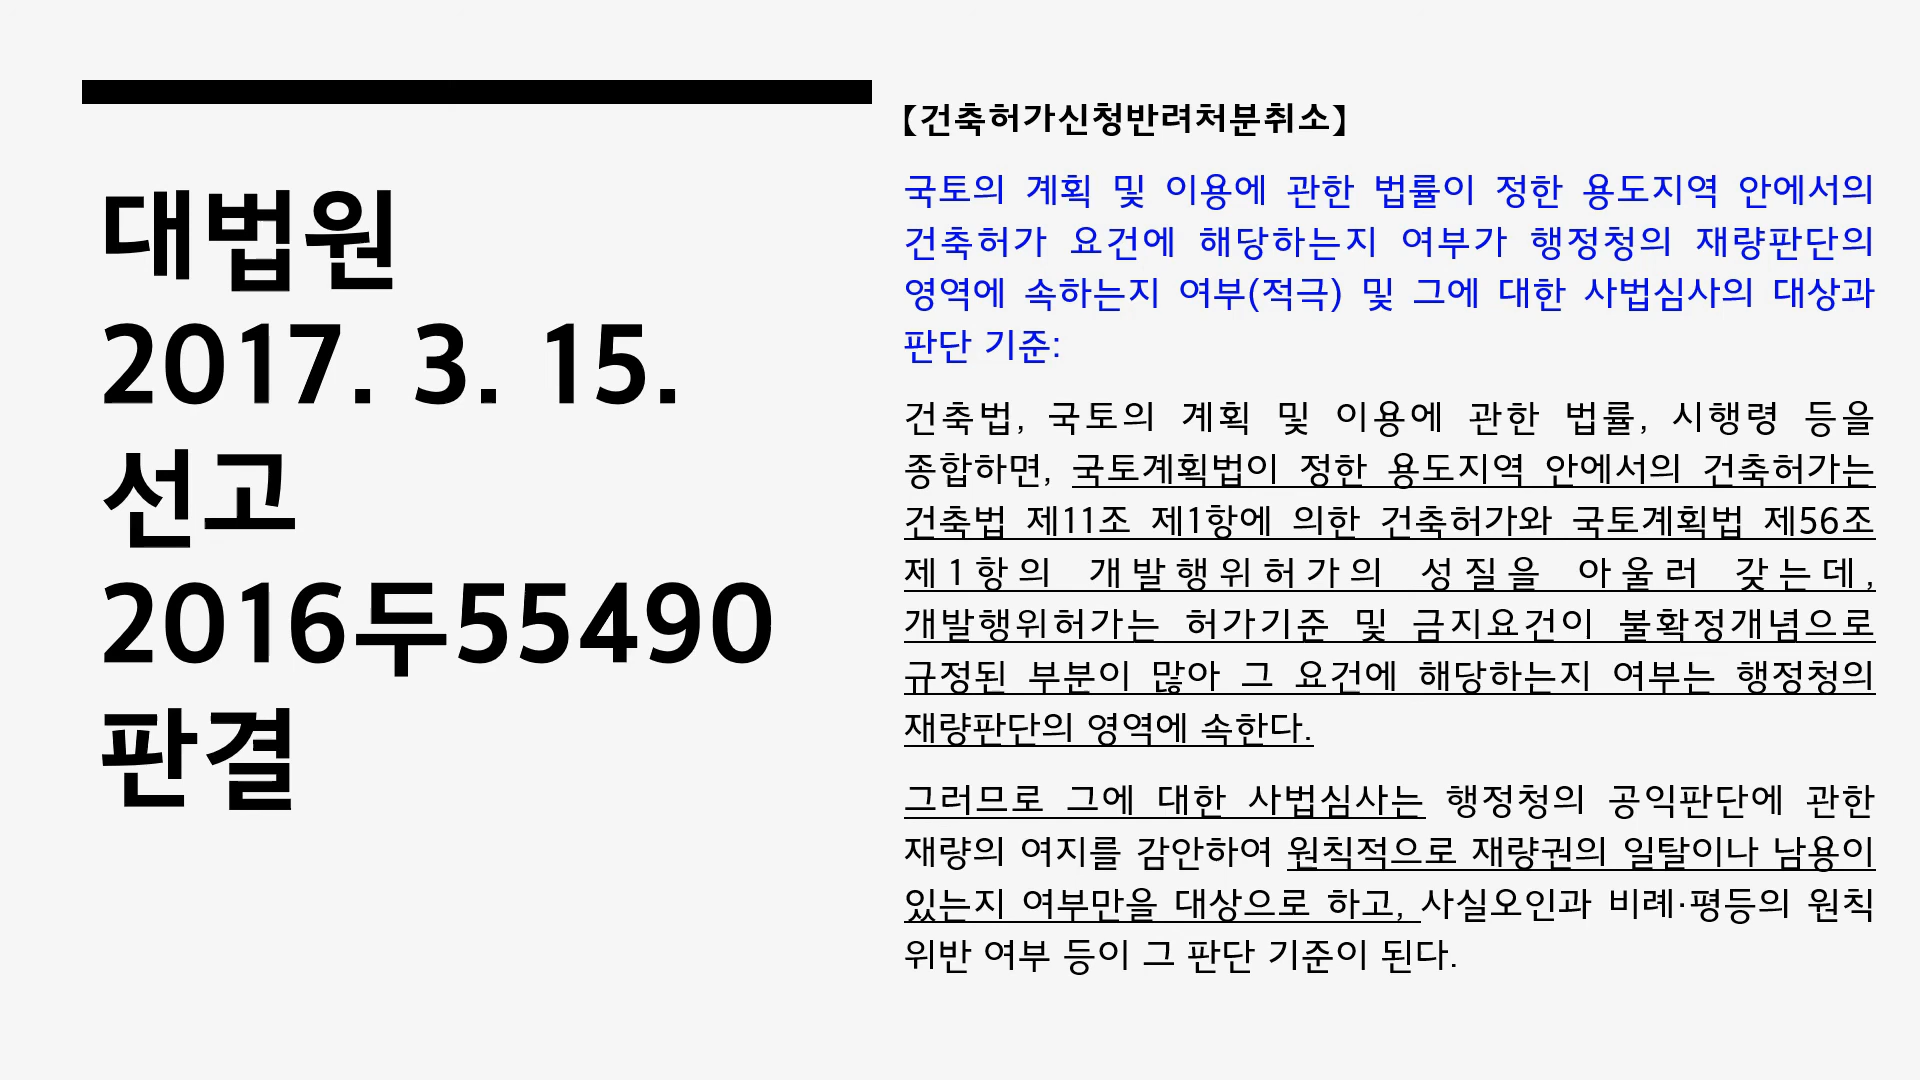 대법원
2017. 3. 15.
선고
2016두55490
판결
【건축허가신청반려처분취소】
국토의 계획 및 이용에 관한 법률이 정한 용도지역 안에서의
건축허가 요건에 해당하는지 여부가 행정청의 재량판단의
영역에 속하는지 여부(적극) 및 그에 대한 사법심사의 대상과
판단 기준:
건축법, 국토의 계획 및 이용에 관한 법률, 시행령 등을
종합하면, 국토계획법이 정한 용도지역 안에서의 건축허가는
건축법 제11조 제1항에 의한 건축허가와 국토계획법 제56조
제1항의 개발행위허가의 성질을 아울러 갖는데,
개발행위허가는 허가기준 및 금지요건이 불확정개념으로
규정된 부분이 많아 그 요건에 해당하는지 여부는 행정청의
재량판단의 영역에 속한다.
그러므로 그에 대한 사법심사는 행정청의 공익판단에 관한
재량의 여지를 감안하여 원칙적으로 재량권의 일탈이나 남용이
있는지 여부만을 대상으로 하고, 사실오인과 비례·평등의 원칙
위반 여부 등이 그 판단 기준이 된다.